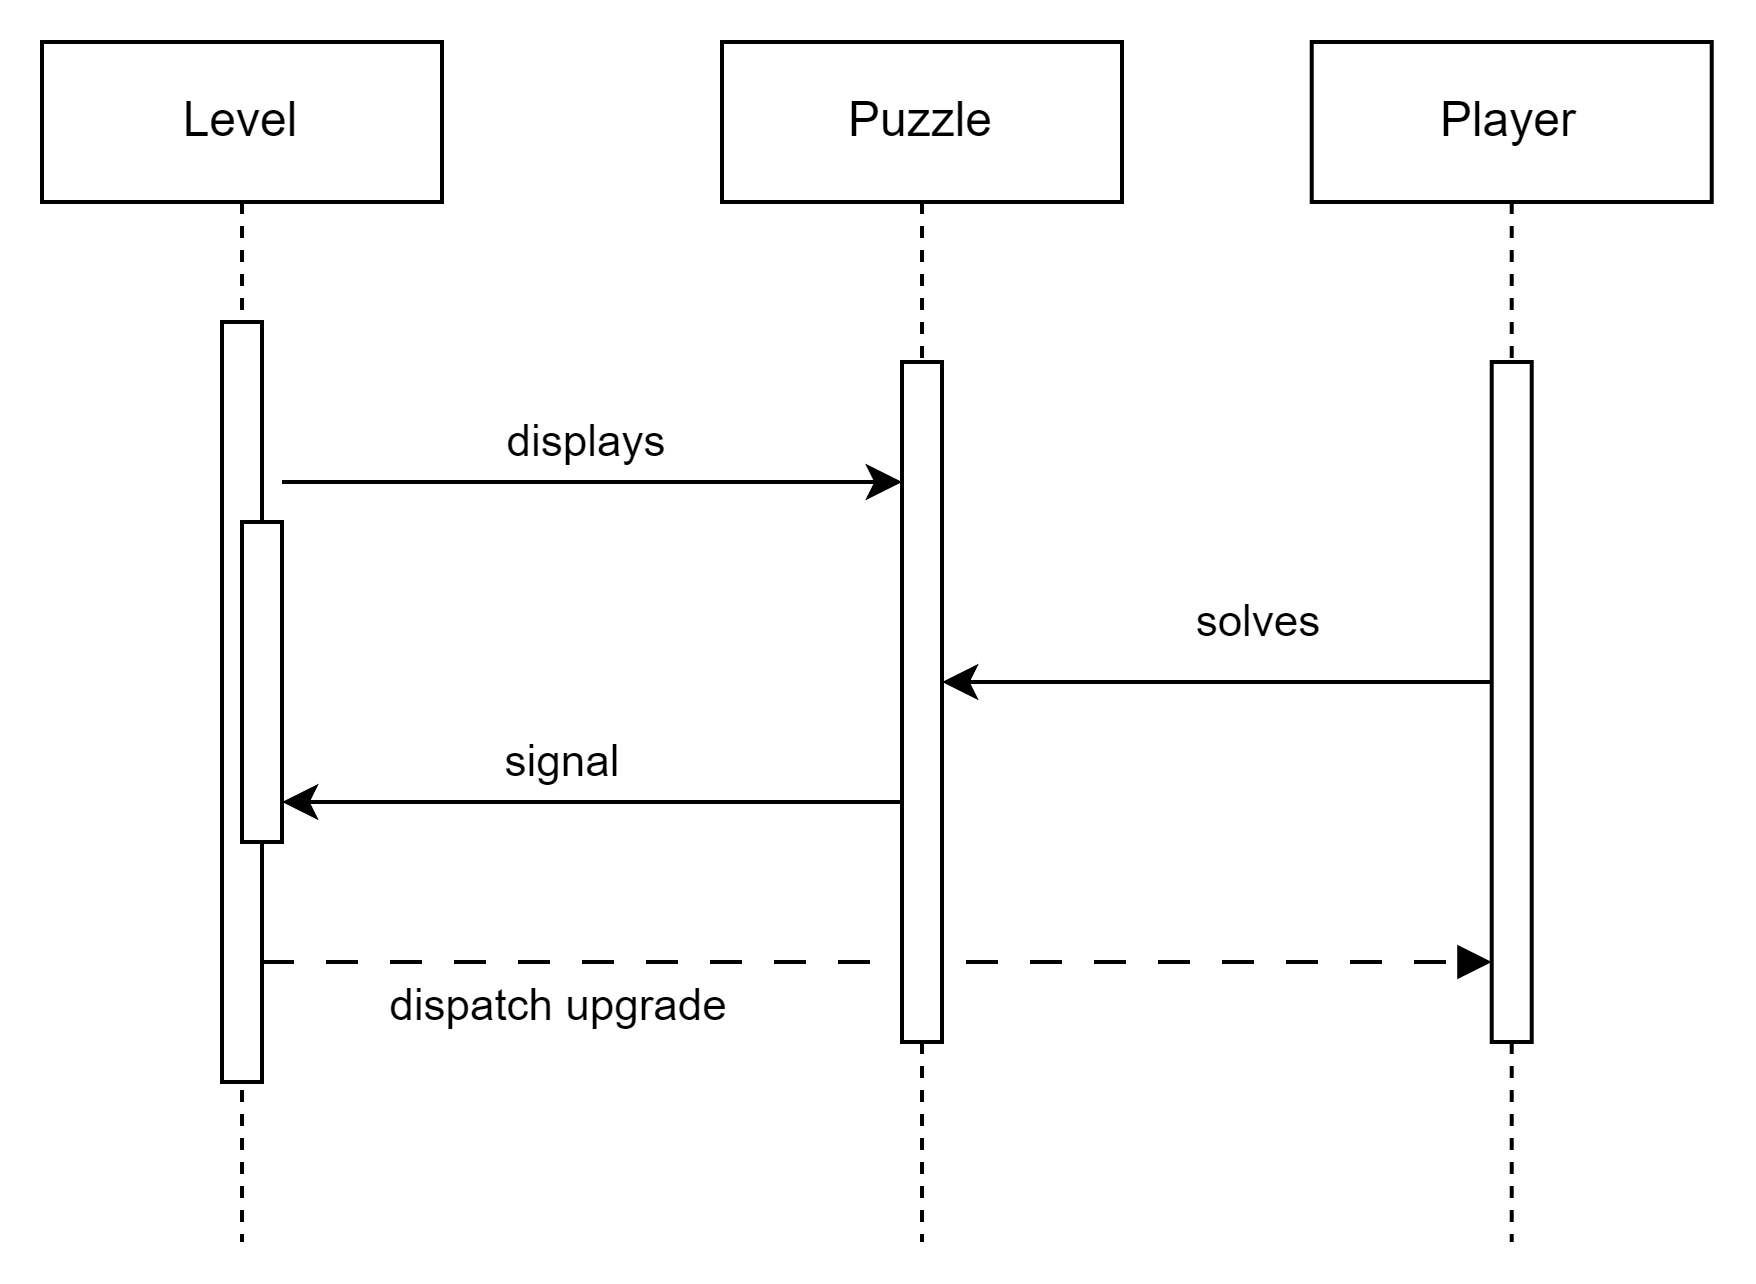 Level
Puzzle
Player
displays
solves
signal
dispatch upgrade